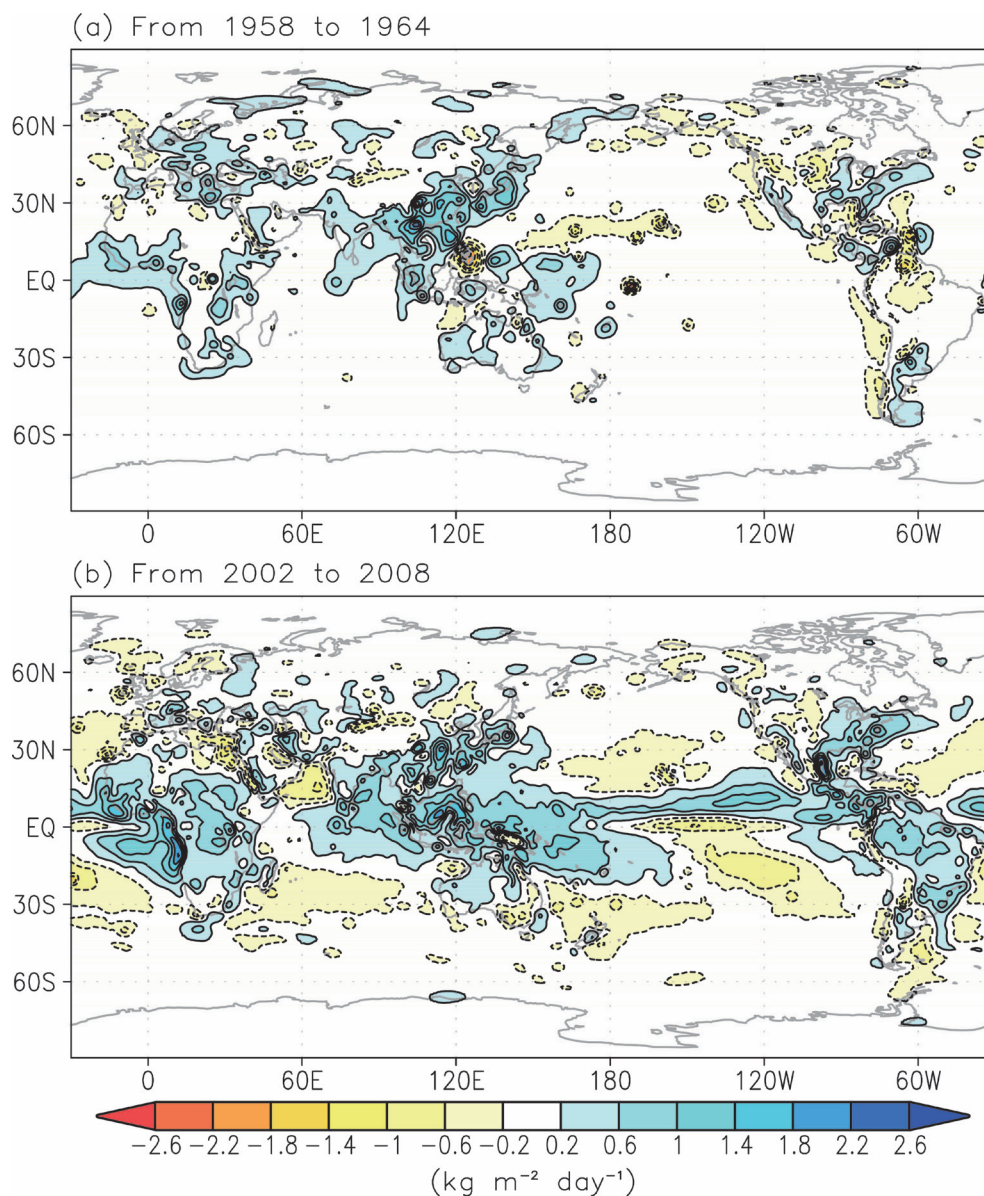 (a) From 1958 to 1964
60N
30N
EQ
30S
60S
0 60E 120E 180 120W 60W
(b) From 2002 to 2008
60N
30N
EQ
30S
60S
0 60E 120E 180 120W 60W
−2.6 −2.2 −1.8 −1.4 −1 −0.6 −0.2 0.2 0.6 1 1.4 1.8 2.2 2.6
(kg m⁻² day⁻¹)